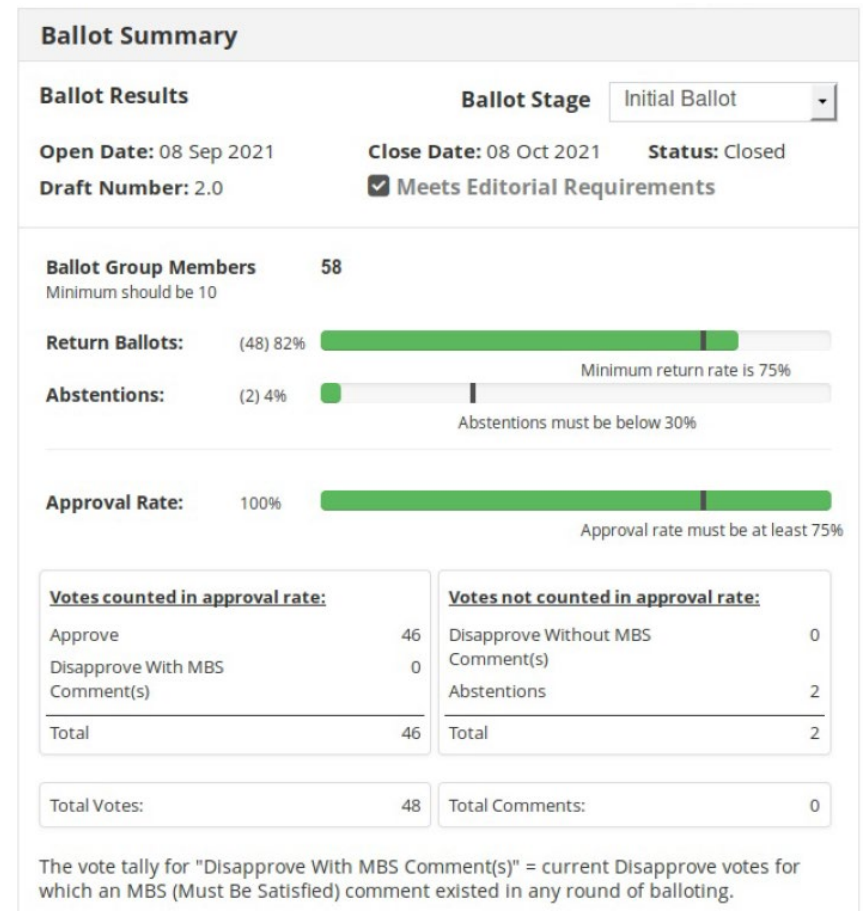 Ballot Summary
Ballot Results
Ballot Stage Initial Ballot
Open Date: 08 Sep 2021 Close Date: 08 Oct 2021 Status: Closed
Draft Number: 2.0 Meets Editorial Requirements
Ballot Group Members 58
Minimum should be 10
Return Ballots: (48) 82%
Minimum return rate is 75%
Abstentions: (2) 4%
Abstentions must be below 30%
Approval Rate: 100%
Approval rate must be at least 75%
Votes counted in approval rate:
Approve 46
Disapprove With MBS 0
Comment(s)
Total 46
Votes not counted in approval rate:
Disapprove Without MBS 0
Comment(s)
Abstentions 2
Total 2
Total Votes: 48
Total Comments: 0
The vote tally for "Disapprove With MBS Comment(s)" = current Disapprove votes for
which an MBS (Must Be Satisfied) comment existed in any round of balloting.